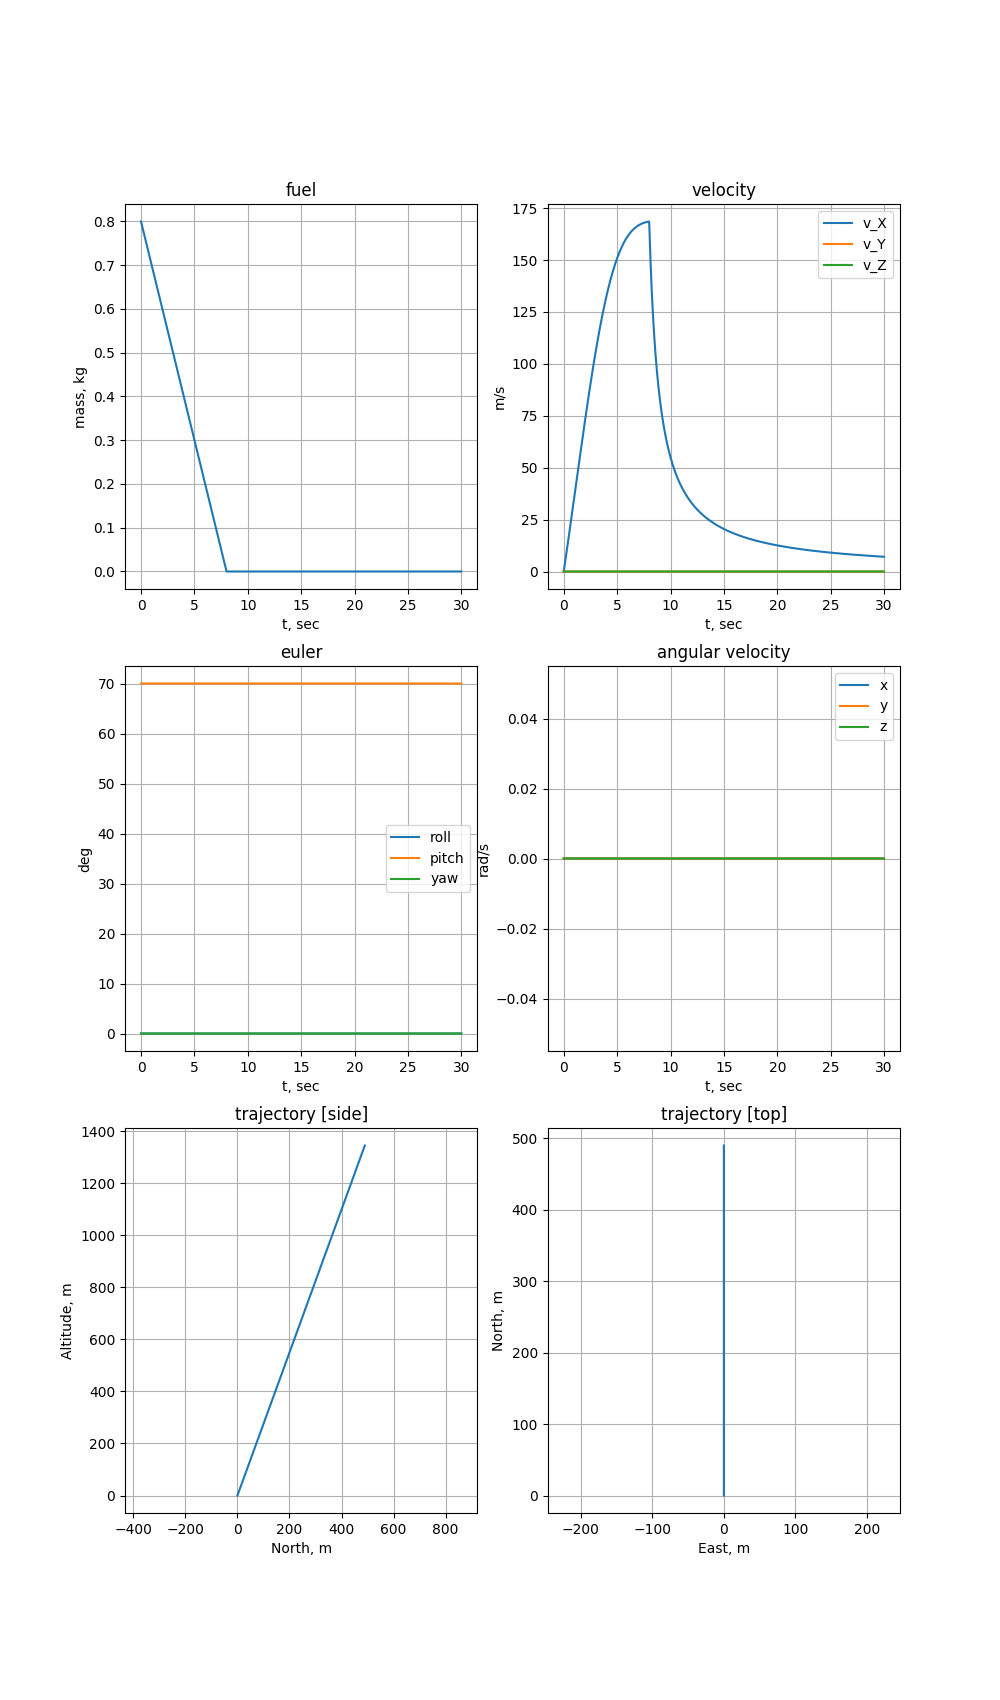 fuel
mass, kg
0.8
0.7
0.6
0.5
0.4
0.3
0.2
0.1
0.0
0 5 10 15 20 25 30
t, sec
velocity
m/s
175
150
125
100
75
50
25
0
v_X
v_Y
v_Z
0 5 10 15 20 25 30
t, sec
euler
deg
70
60
50
40
30
20
10
0
roll
pitch
yaw
0 5 10 15 20 25 30
t, sec
angular velocity
rad/s
0.04
0.02
0.00
−0.02
−0.04
x
y
z
0 5 10 15 20 25 30
t, sec
trajectory [side]
Altitude, m
1400
1200
1000
800
600
400
200
0
−400 −200 0 200 400 600 800
North, m
trajectory [top]
North, m
500
400
300
200
100
0
−200 −100 0 100 200
East, m